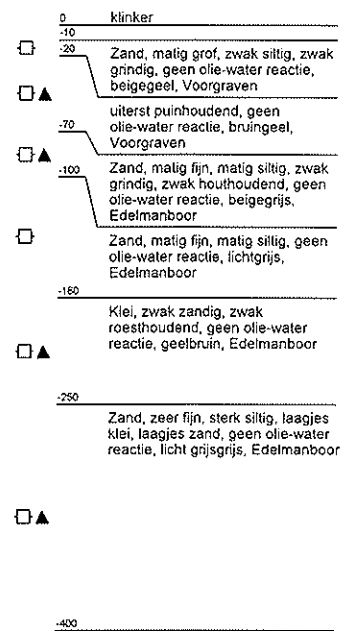 0 klinker
-10
-20 Zand, matig grof, zwak siltig, zwak
grindig, geen olie-water reactie,
beigegeel, Voorgraven
uiterst puinhoudend, geen
-70 olie-water reactie, bruingeel,
Voorgraven
-100 Zand, matig fijn, matig siltig, zwak
grindig, zwak houthoudend, geen
olie-water reactie, beigegrijs,
Edelmanboor
Zand, matig fijn, matig siltig, geen
olie-water reactie, lichtgrijs,
Edelmanboor
-160
Klei, zwak zandig, zwak
roesthoudend, geen olie-water
reactie, geelbruin, Edelmanboor
-250
Zand, zeer fijn, sterk siltig, laagjes
klei, laagjes zand, geen olie-water
reactie, licht grijsgrijs, Edelmanboor
-400